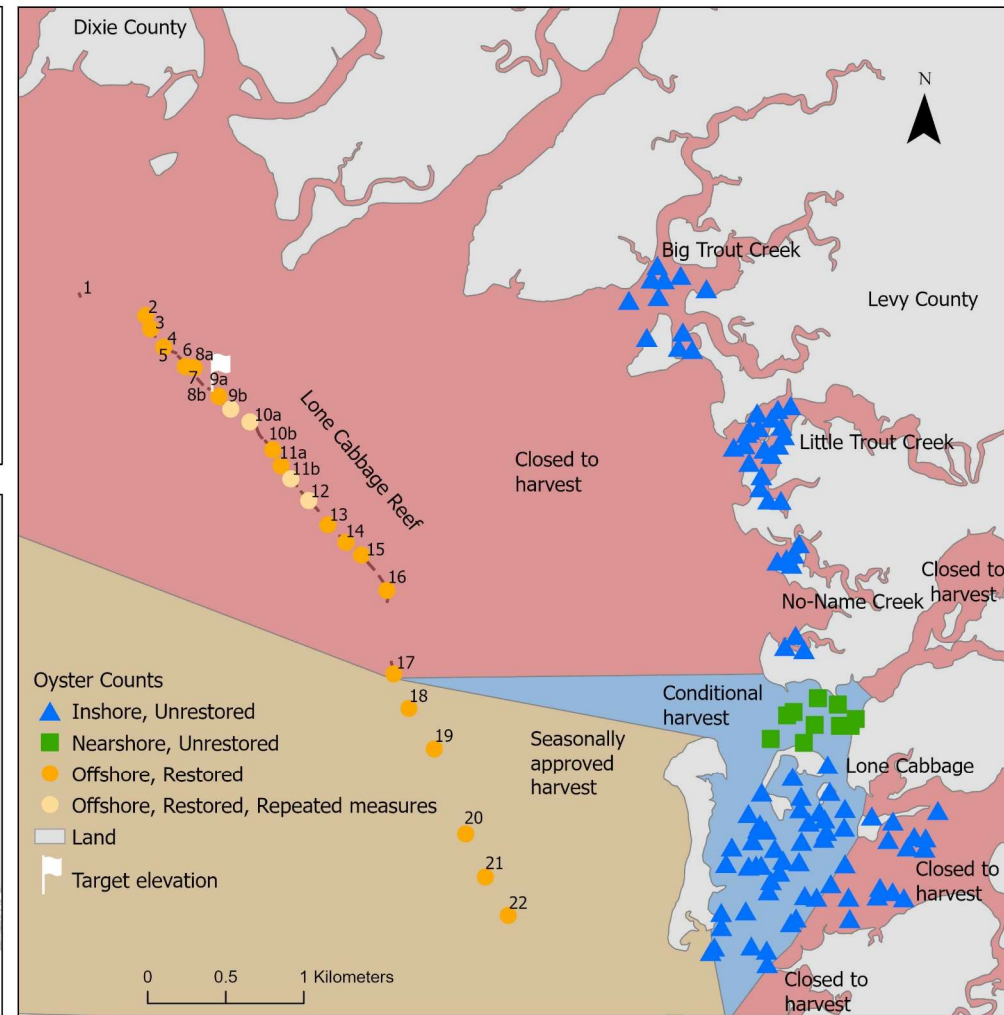 Dixie County
N
Big Trout Creek
Levy County
1
2
3
4
5
6
7
8a
8b
9a
9b
10a
10b
11a
11b
12
13
14
15
16
17
18
19
20
21
22
Lone Cabbage Reef
Little Trout Creek
Closed to
harvest
Closed to
harvest
No-Name Creek
Conditional
harvest
Seasonally
approved
harvest
Lone Cabbage
Closed to
harvest
Closed to
harvest
Oyster Counts
Inshore, Unrestored
Nearshore, Unrestored
Offshore, Restored
Offshore, Restored, Repeated measures
Land
Target elevation
0 0.5 1 Kilometers